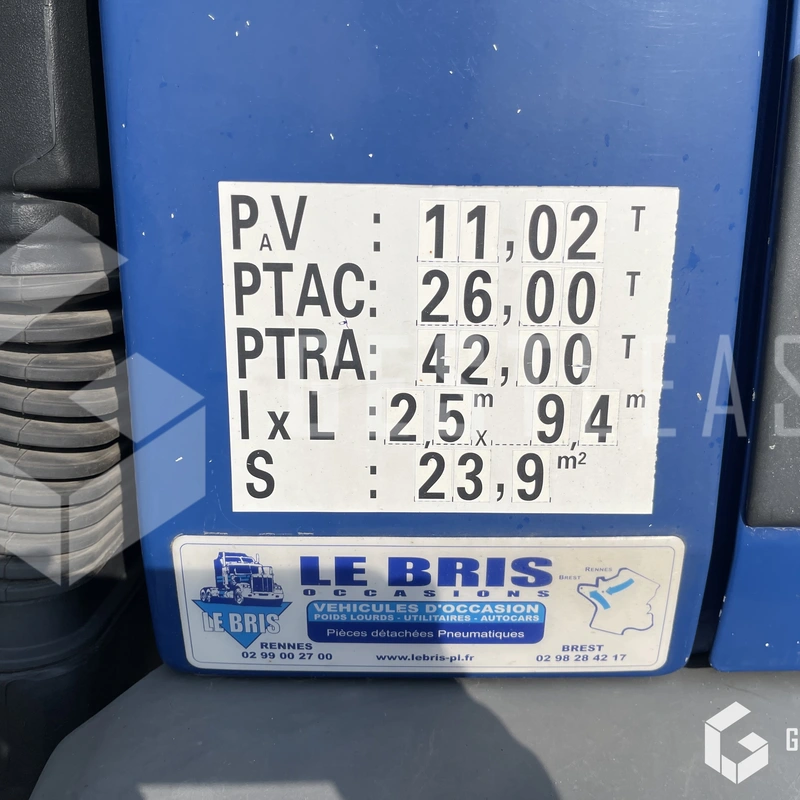 PAV : 11,02 T
PTAC: 26,00 T
PTRA: 42,00 T
l x L : 2,5 m x 9,4 m
S : 23,9 m²
LE BRIS
OCCASIONS
VEHICULES D'OCCASION
POIDS LOURDS - UTILITAIRES - AUTOCARS
Pièces détachées Pneumatiques
LE BRIS
RENNES
BREST
RENNES
02 99 00 27 00
www.lebris-pl.fr
BREST
02 98 28 42 17